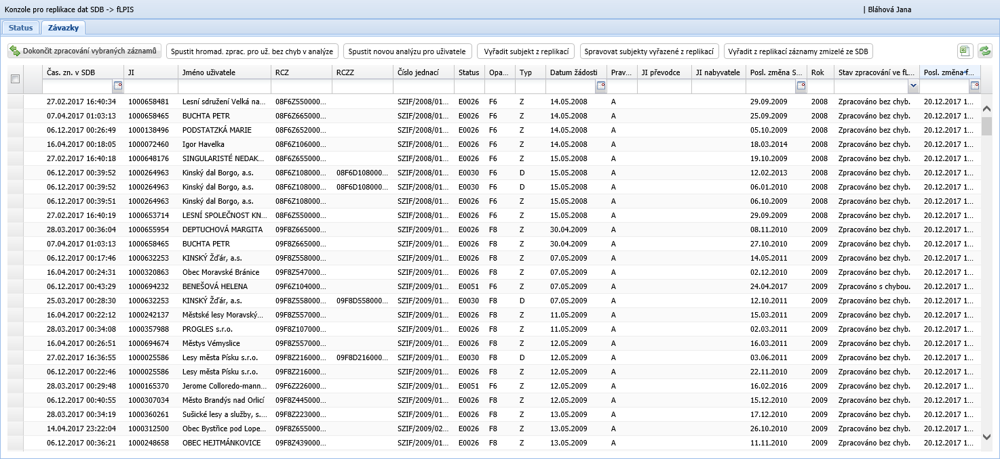 Konzole pro replikace dat SDB -> fLPIS | Bláhová Jana
Status Závazky
Dokončit zpracování vybraných záznamů Spustit hromad. zprac. pro už. bez chyb v analýze Spustit novou analýzu pro uživatele Vyřadit subjekt z replikací Spravovat subjekty vyřazené z replikací Vyřadit z replikací záznamy zmizelé ze SDB
Čas. zn. v SDB JI Jméno uživatele RCZ RCZZ Číslo jednací Status Opa... Typ Datum žádosti Prav... JI převodce JI nabyvatele Posl. změna S... Rok Stav zpracování ve fL... Posl. změna f...
27.02.2017 16:40:34 1000658481 Lesní sdružení Velká na... 08F6Z550000... SZIF/2008/01... E0026 F6 Z 14.05.2008 A 29.09.2009 2008 Zpracováno bez chyb. 20.12.2017 1...
07.04.2017 01:03:13 1000658465 BUCHTA PETR 08F6Z665000... SZIF/2008/01... E0026 F6 Z 14.05.2008 A 25.09.2009 2008 Zpracováno bez chyb. 20.12.2017 1...
06.12.2017 00:26:49 1000138496 PODSTATZKÁ MARIE 08F6Z652000... SZIF/2008/01... E0026 F6 Z 14.05.2008 A 05.10.2009 2008 Zpracováno bez chyb. 20.12.2017 1...
16.04.2017 00:18:05 1000072460 Igor Havelka 08F6Z106000... SZIF/2008/01... E0026 F6 Z 14.05.2008 A 18.03.2014 2008 Zpracováno bez chyb. 20.12.2017 1...
27.02.2017 16:40:18 1000648176 SINGULARISTÉ NEDAK... 08F6Z655000... SZIF/2008/01... E0026 F6 Z 15.05.2008 A 19.10.2009 2008 Zpracováno bez chyb. 20.12.2017 1...
06.12.2017 00:39:52 1000264963 Kinský dal Borgo, a.s. 08F6Z108000... 08F6D108000... SZIF/2008/01... E0030 F6 D 15.05.2008 A 12.02.2013 2008 Zpracováno bez chyb. 20.12.2017 1...
06.12.2017 00:39:52 1000264963 Kinský dal Borgo, a.s. 08F6Z108000... 08F6D108000... SZIF/2008/01... E0030 F6 D 15.05.2008 A 06.01.2010 2008 Zpracováno bez chyb. 20.12.2017 1...
06.12.2017 00:39:51 1000264963 Kinský dal Borgo, a.s. 08F6Z108000... SZIF/2008/01... E0026 F6 Z 15.05.2008 A 06.10.2009 2008 Zpracováno bez chyb. 20.12.2017 1...
27.02.2017 16:40:19 1000653714 LESNÍ SPOLEČNOST KN... 08F6Z550000... SZIF/2008/01... E0026 F6 Z 15.05.2008 A 29.09.2009 2008 Zpracováno bez chyb. 20.12.2017 1...
28.03.2017 00:36:04 1000655954 DEPTUCHOVÁ MARGITA 09F8Z665000... SZIF/2009/01... E0026 F8 Z 30.04.2009 A 08.11.2010 2009 Zpracováno bez chyb. 20.12.2017 1...
07.04.2017 01:03:13 1000658465 BUCHTA PETR 09F8Z665000... SZIF/2009/01... E0026 F8 Z 30.04.2009 A 27.10.2010 2009 Zpracováno bez chyb. 20.12.2017 1...
06.12.2017 00:17:46 1000632253 KINSKÝ Žďár, a.s. 09F8Z558000... SZIF/2009/01... E0026 F8 Z 07.05.2009 A 14.05.2011 2009 Zpracováno bez chyb. 20.12.2017 1...
16.04.2017 00:24:31 1000320863 Obec Moravské Bránice 09F8Z547000... SZIF/2009/01... E0026 F8 Z 07.05.2009 A 02.12.2010 2009 Zpracováno bez chyb. 20.12.2017 1...
06.12.2017 00:43:29 1000694232 BENEŠOVÁ HELENA 09F6Z104000... SZIF/2009/01... E0051 F6 Z 07.05.2009 A 24.04.2017 2009 Zpracováno s chybou. 20.12.2017 1...
25.03.2017 00:28:30 1000632253 KINSKÝ Žďár, a.s. 09F8Z558000... 09F8D558000... SZIF/2009/01... E0030 F8 D 07.05.2009 A 12.10.2011 2009 Zpracováno bez chyb. 20.12.2017 1...
16.04.2017 00:22:12 1000242137 Městské lesy Moravský... 09F8Z557000... SZIF/2009/01... E0026 F8 Z 11.05.2009 A 15.03.2011 2009 Zpracováno bez chyb. 20.12.2017 1...
28.03.2017 00:34:08 1000357988 PROGLES s.r.o. 09F8Z107000... SZIF/2009/01... E0026 F8 Z 11.05.2009 A 02.03.2011 2009 Zpracováno bez chyb. 20.12.2017 1...
16.04.2017 00:26:51 1000694674 Městys Vémyslice 09F8Z557000... SZIF/2009/01... E0026 F8 Z 12.05.2009 A 16.03.2011 2009 Zpracováno bez chyb. 20.12.2017 1...
27.02.2017 16:36:55 1000025586 Lesy města Písku s.r.o. 09F8Z216000... 09F8D216000... SZIF/2009/01... E0030 F8 D 12.05.2009 A 03.06.2011 2009 Zpracováno bez chyb. 20.12.2017 1...
06.12.2017 00:22:46 1000025586 Lesy města Písku s.r.o. 09F8Z216000... SZIF/2009/01... E0026 F8 Z 12.05.2009 A 22.11.2010 2009 Zpracováno bez chyb. 20.12.2017 1...
28.03.2017 00:29:48 1000165370 Jerome Colloredo-mann... 09F6Z226000... SZIF/2009/01... E0051 F6 Z 12.05.2009 A 16.02.2016 2009 Zpracováno bez chyb. 20.12.2017 1...
06.12.2017 00:40:55 1000307034 Město Brandýs nad Orlicí 09F8Z445000... SZIF/2009/01... E0026 F8 Z 12.05.2009 A 15.12.2010 2009 Zpracováno bez chyb. 20.12.2017 1...
28.03.2017 00:34:19 1000360261 Sušické lesy a služby, s.... 09F8Z223000... SZIF/2009/01... E0026 F8 Z 13.05.2009 A 17.12.2010 2009 Zpracováno bez chyb. 20.12.2017 1...
14.04.2017 23:22:04 1000312500 Obec Bystřice pod Lope... 09F8Z655000... SZIF/2009/02... E0026 F8 Z 13.05.2009 A 26.10.2010 2009 Zpracováno bez chyb. 20.12.2017 1...
06.12.2017 00:36:21 1000248658 OBEC HEJTMÁNKOVICE 09F8Z439000... SZIF/2009/01... E0026 F8 Z 13.05.2009 A 11.11.2010 2009 Zpracováno bez chyb. 20.12.2017 1...